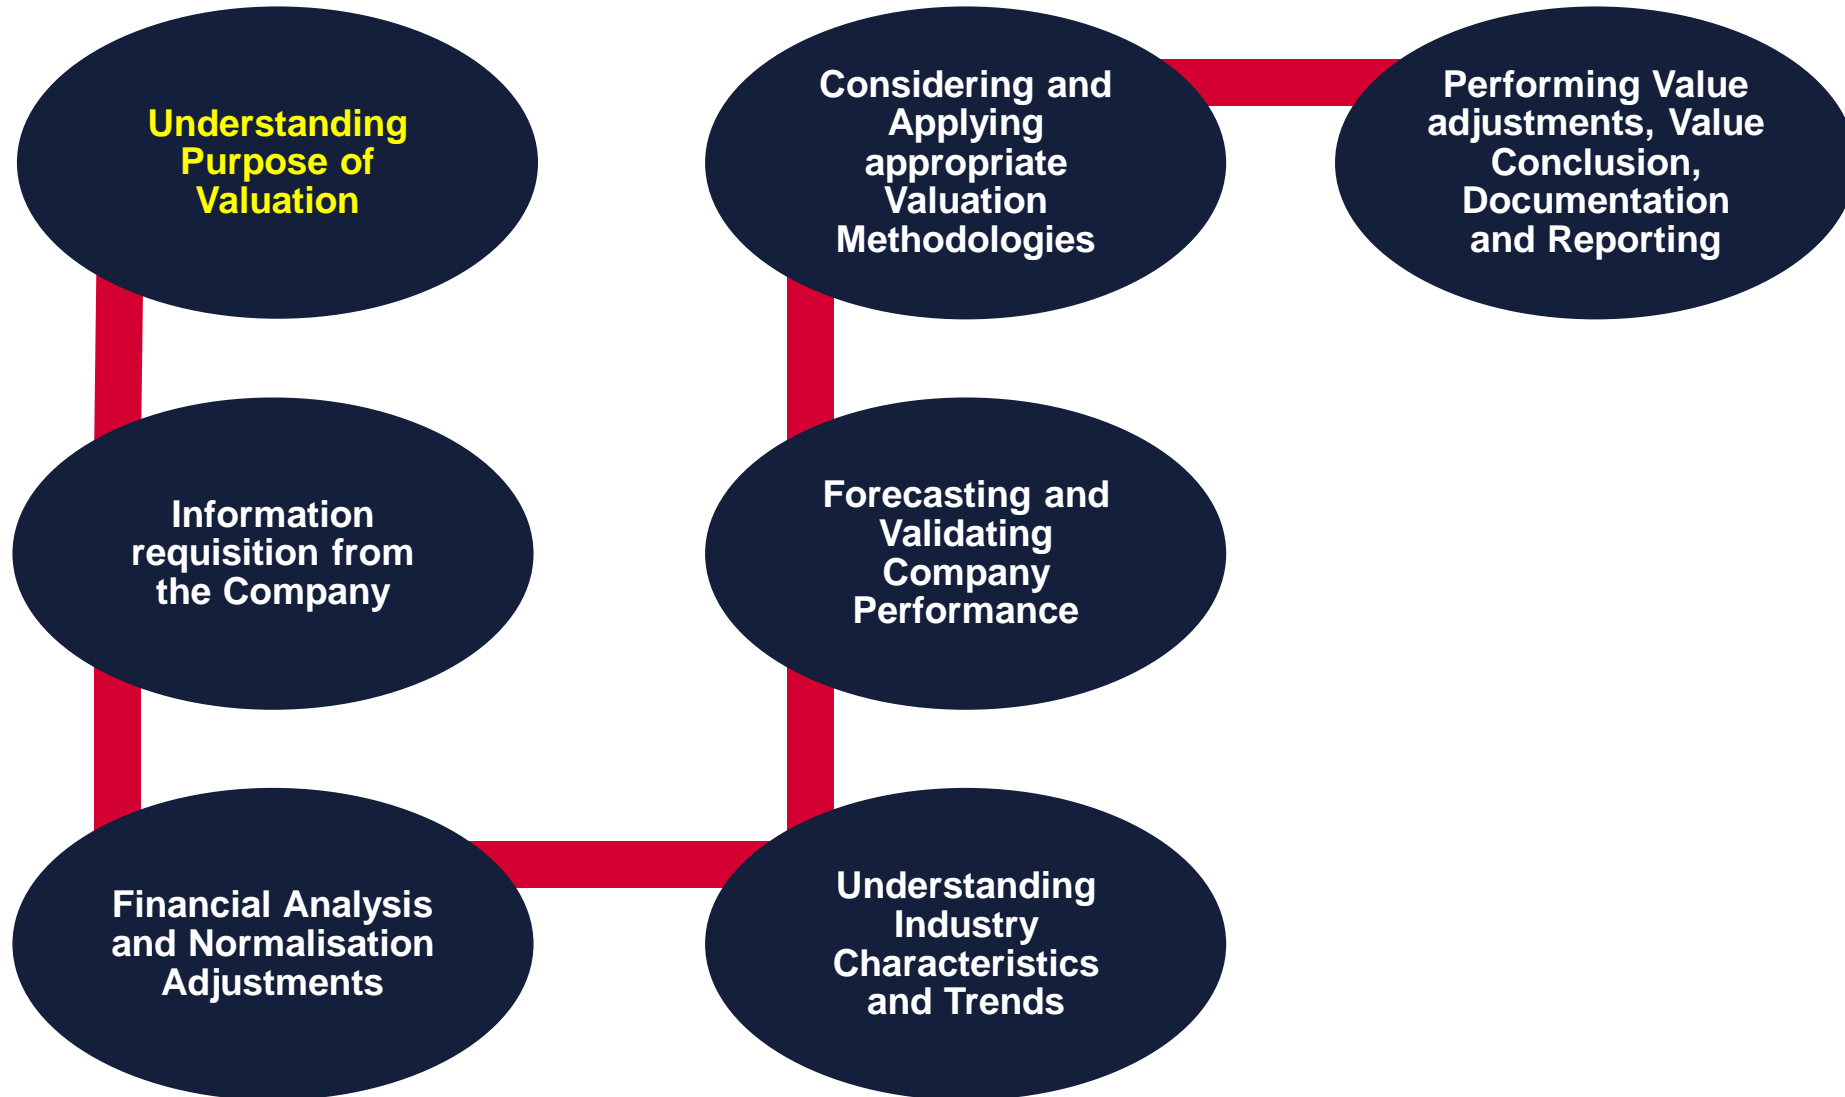 Understanding
Purpose of
Valuation
Information
requisition from
the Company
Financial Analysis
and Normalisation
Adjustments
Understanding
Industry
Characteristics
and Trends
Forecasting and
Validating
Company
Performance
Considering and
Applying
appropriate
Valuation
Methodologies
Performing Value
adjustments, Value
Conclusion,
Documentation
and Reporting